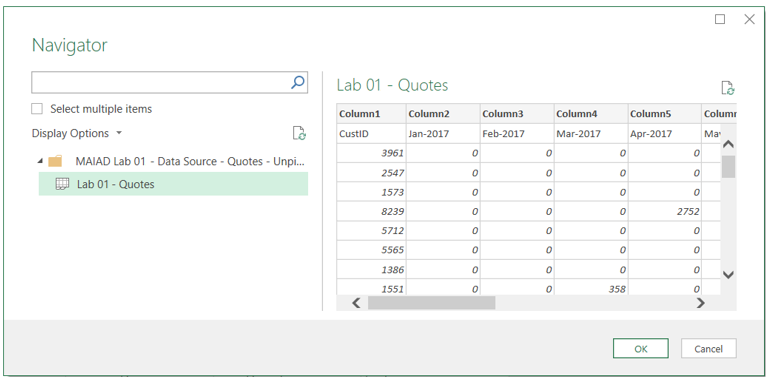 Navigator
Select multiple items
Display Options
MAIAD Lab 01 - Data Source - Quotes - Unpi...
Lab 01 - Quotes
Lab 01 - Quotes
Column1 Column2 Column3 Column4 Column5 Column
CustID Jan-2017 Feb-2017 Mar-2017 Apr-2017
3961 0 0 0 0
2547 0 0 0 0
1573 0 0 0 0
8239 0 0 0 2752
5712 0 0 0 0
5565 0 0 0 0
1386 0 0 0 0
1551 0 0 358 0
OK Cancel